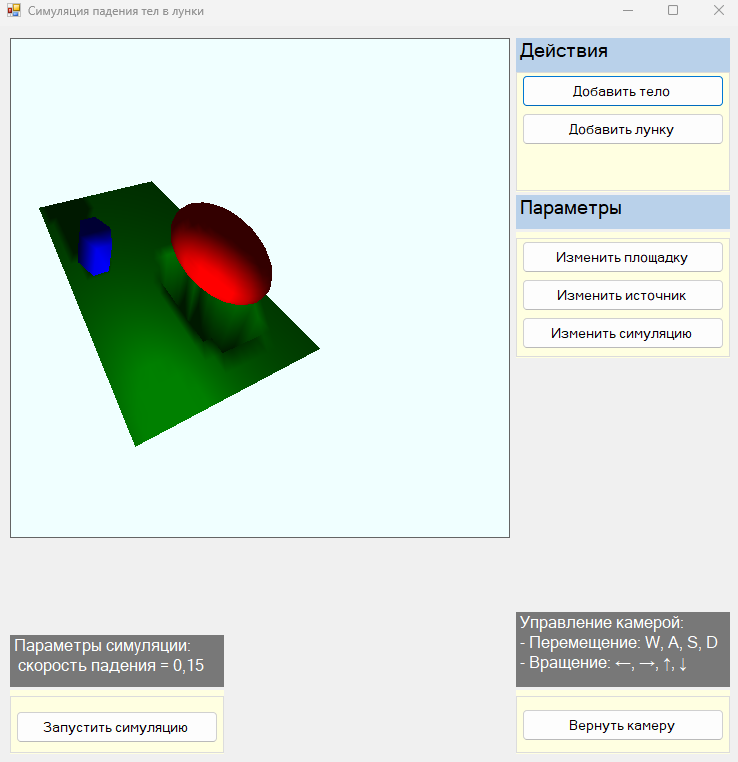 Симуляция падения тел в лунки
Действия
Добавить тело
Добавить лунку
Параметры
Изменить площадку
Изменить источник
Изменить симуляцию
Параметры симуляции:
скорость падения = 0,15
Запустить симуляцию
Управление камерой:
- Перемещение: W, A, S, D
- Вращение: ←, →, ↑, ↓
Вернуть камеру